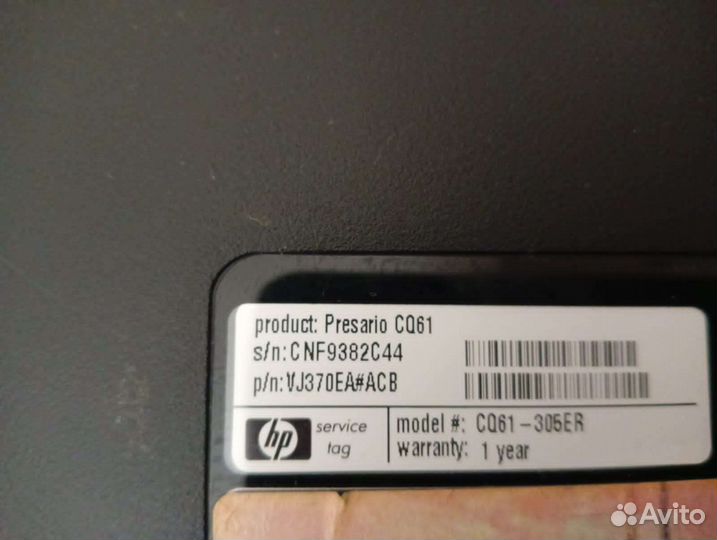 product: Presario CQ61
s/n: CNF9382C44
p/n: VJ370EA#ACB
hp service tag
model #: CQ61-305ER
warranty: 1 year
Avito